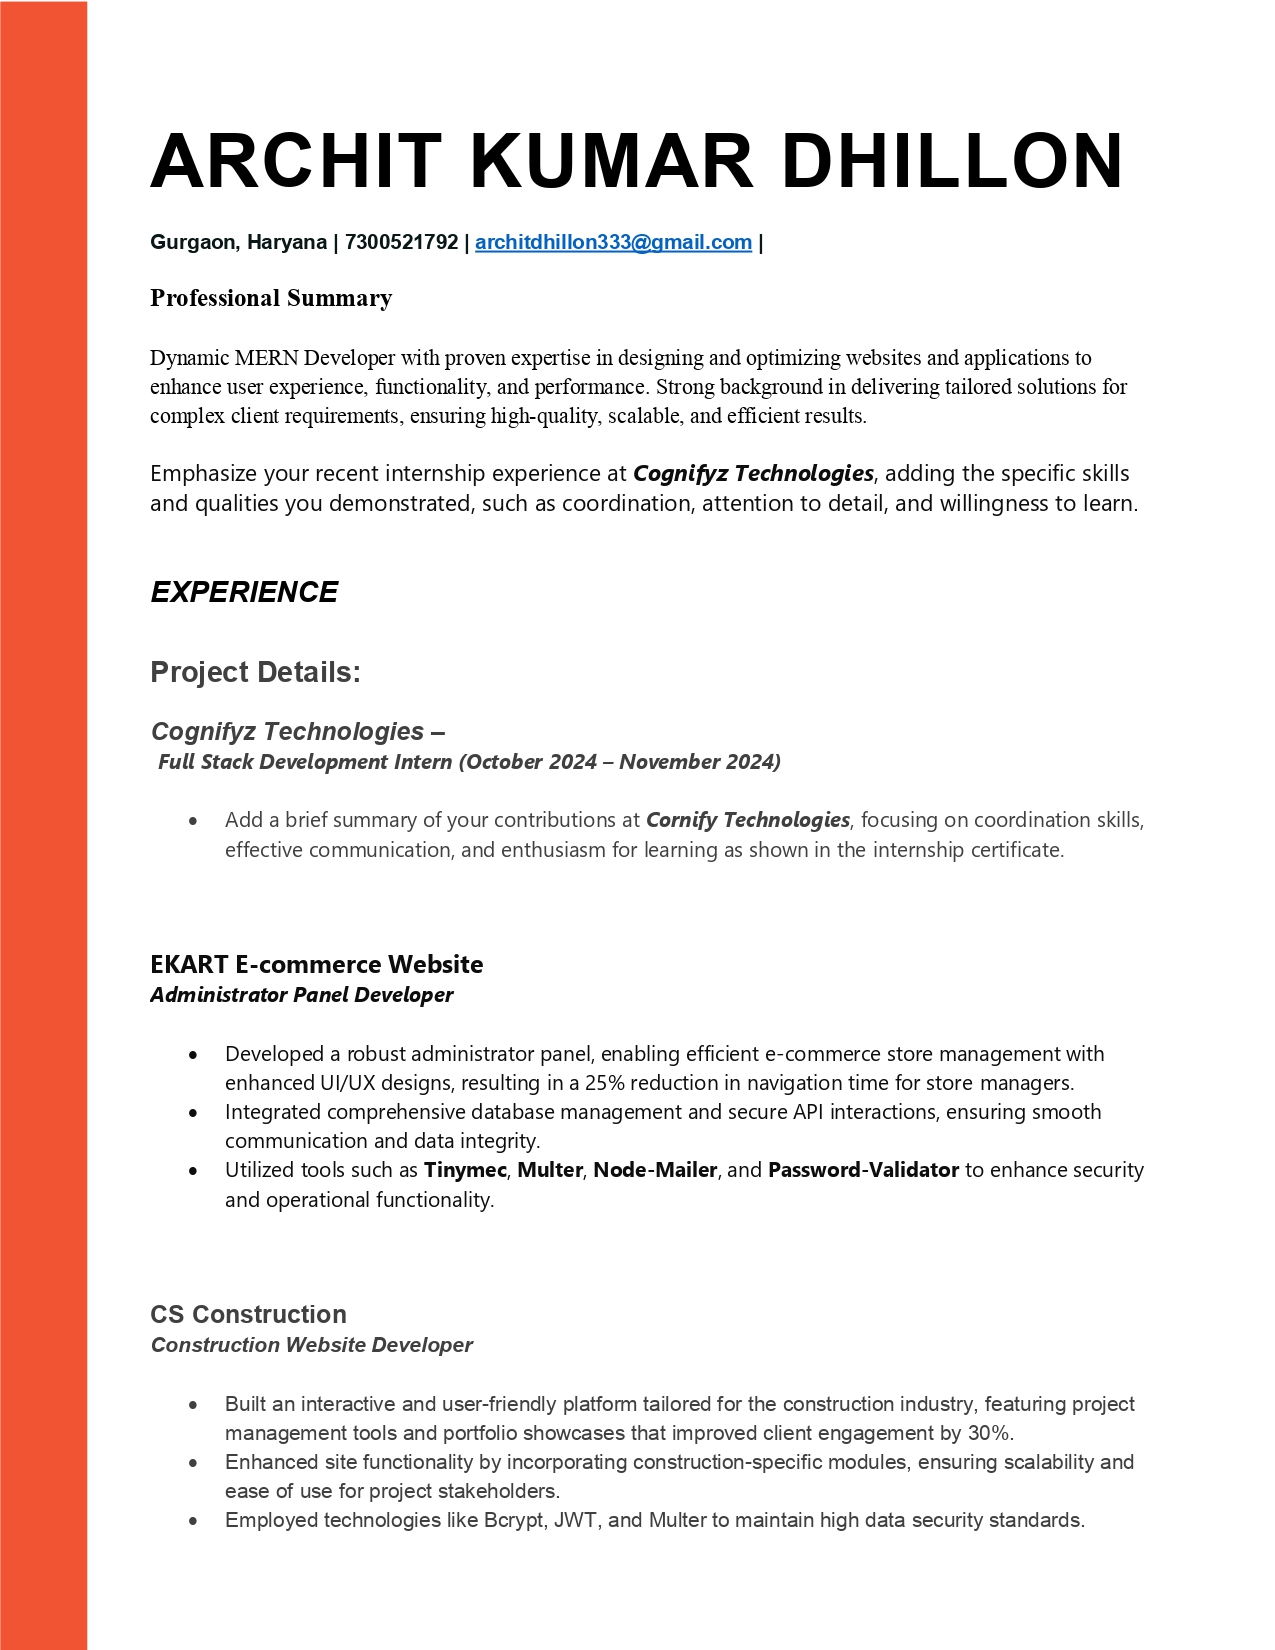 ARCHIT KUMAR DHILLON
Gurgaon, Haryana | 7300521792 | architdhillon333@gmail.com |
Professional Summary
Dynamic MERN Developer with proven expertise in designing and optimizing websites and applications to
enhance user experience, functionality, and performance. Strong background in delivering tailored solutions for
complex client requirements, ensuring high-quality, scalable, and efficient results.
Emphasize your recent internship experience at Cognifyz Technologies, adding the specific skills
and qualities you demonstrated, such as coordination, attention to detail, and willingness to learn.
EXPERIENCE
Project Details:
Cognifyz Technologies –
Full Stack Development Intern (October 2024 – November 2024)
• Add a brief summary of your contributions at Cornify Technologies, focusing on coordination skills,
effective communication, and enthusiasm for learning as shown in the internship certificate.
EKART E-commerce Website
Administrator Panel Developer
• Developed a robust administrator panel, enabling efficient e-commerce store management with
enhanced UI/UX designs, resulting in a 25% reduction in navigation time for store managers.
• Integrated comprehensive database management and secure API interactions, ensuring smooth
communication and data integrity.
• Utilized tools such as Tinymec, Multer, Node-Mailer, and Password-Validator to enhance security
and operational functionality.
CS Construction
Construction Website Developer
• Built an interactive and user-friendly platform tailored for the construction industry, featuring project
management tools and portfolio showcases that improved client engagement by 30%.
• Enhanced site functionality by incorporating construction-specific modules, ensuring scalability and
ease of use for project stakeholders.
• Employed technologies like Bcrypt, JWT, and Multer to maintain high data security standards.